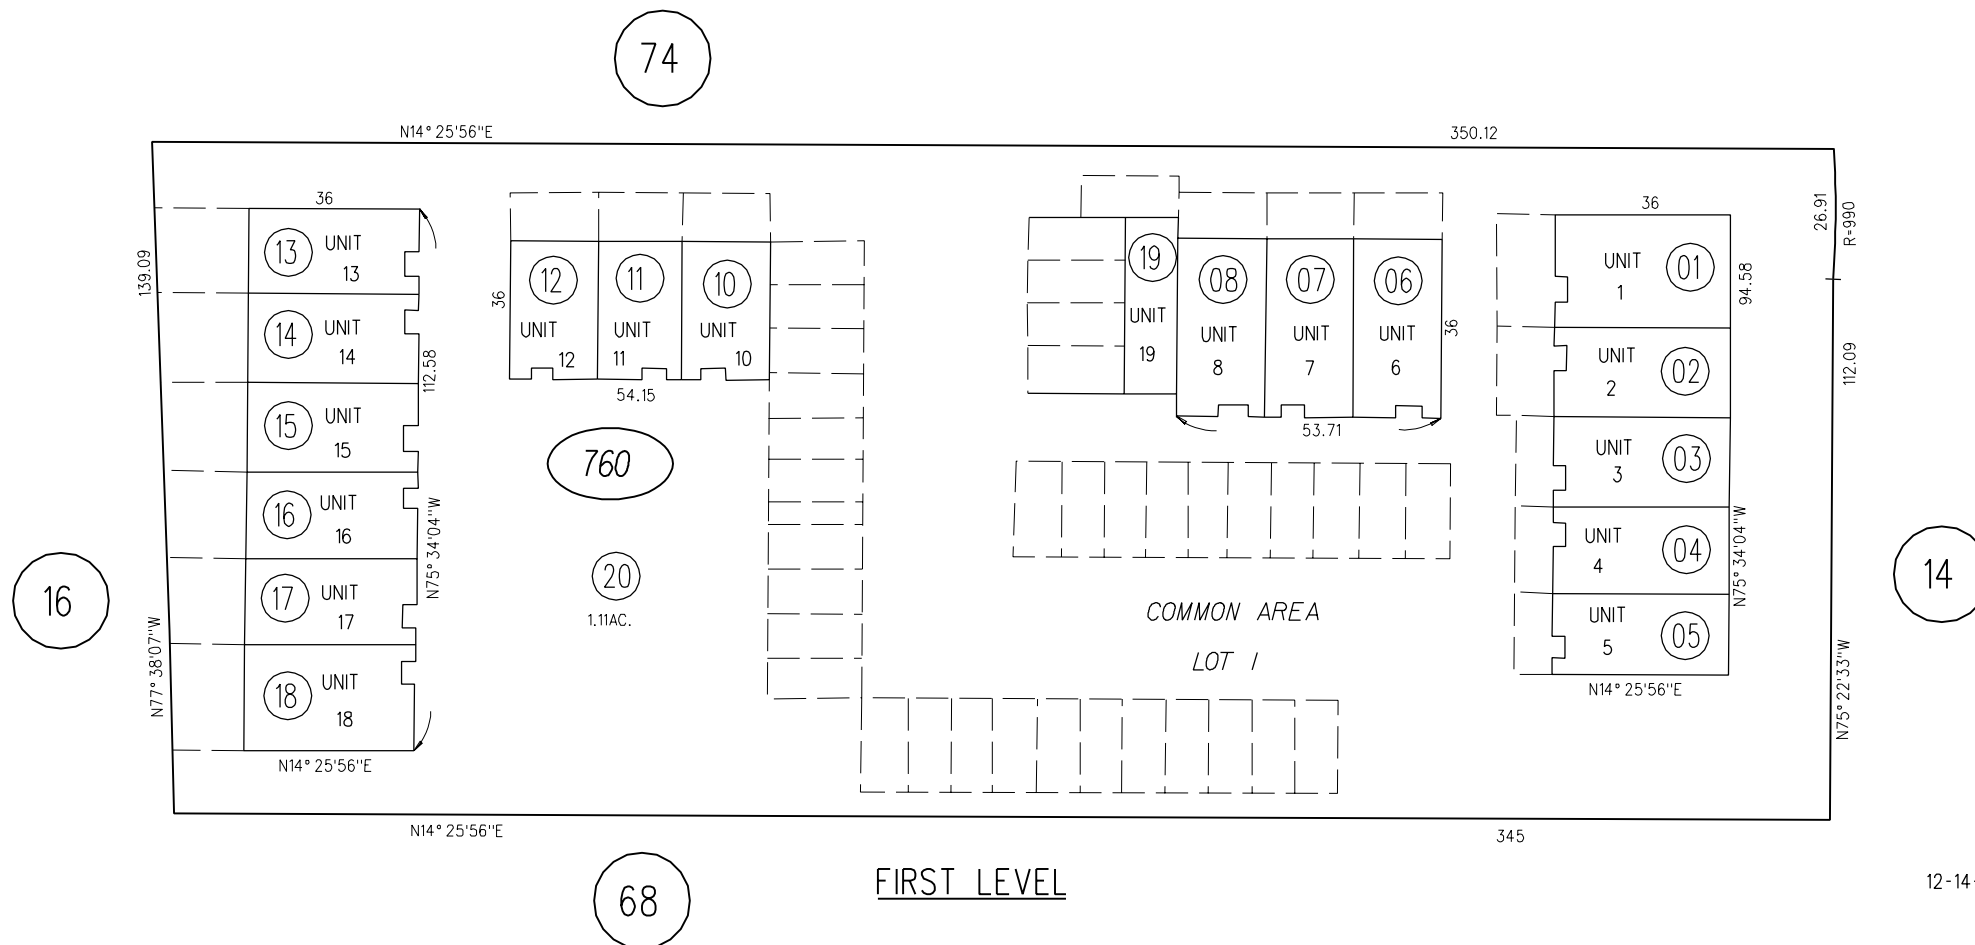 74
N14° 25'56"E
350.12
36
36
26.91
R=990
139.09
13
UNIT
13
12
UNIT
12
11
UNIT
11
10
UNIT
10
36
54.15
19
UNIT
19
08
UNIT
8
07
UNIT
7
06
UNIT
6
36
53.71
01
UNIT
1
94.58
14
UNIT
14
112.58
02
UNIT
2
112.09
15
UNIT
15
760
03
UNIT
3
16
UNIT
16
N75° 34'04"W
04
UNIT
4
N75° 34'04"W
16
17
UNIT
17
20
1.11AC.
COMMON AREA
LOT 1
05
UNIT
5
14
N77° 38'07"W
18
UNIT
18
N14° 25'56"E
N14° 25'56"E
N75° 22'33"W
N14° 25'56"E
345
68
FIRST LEVEL
12-14-